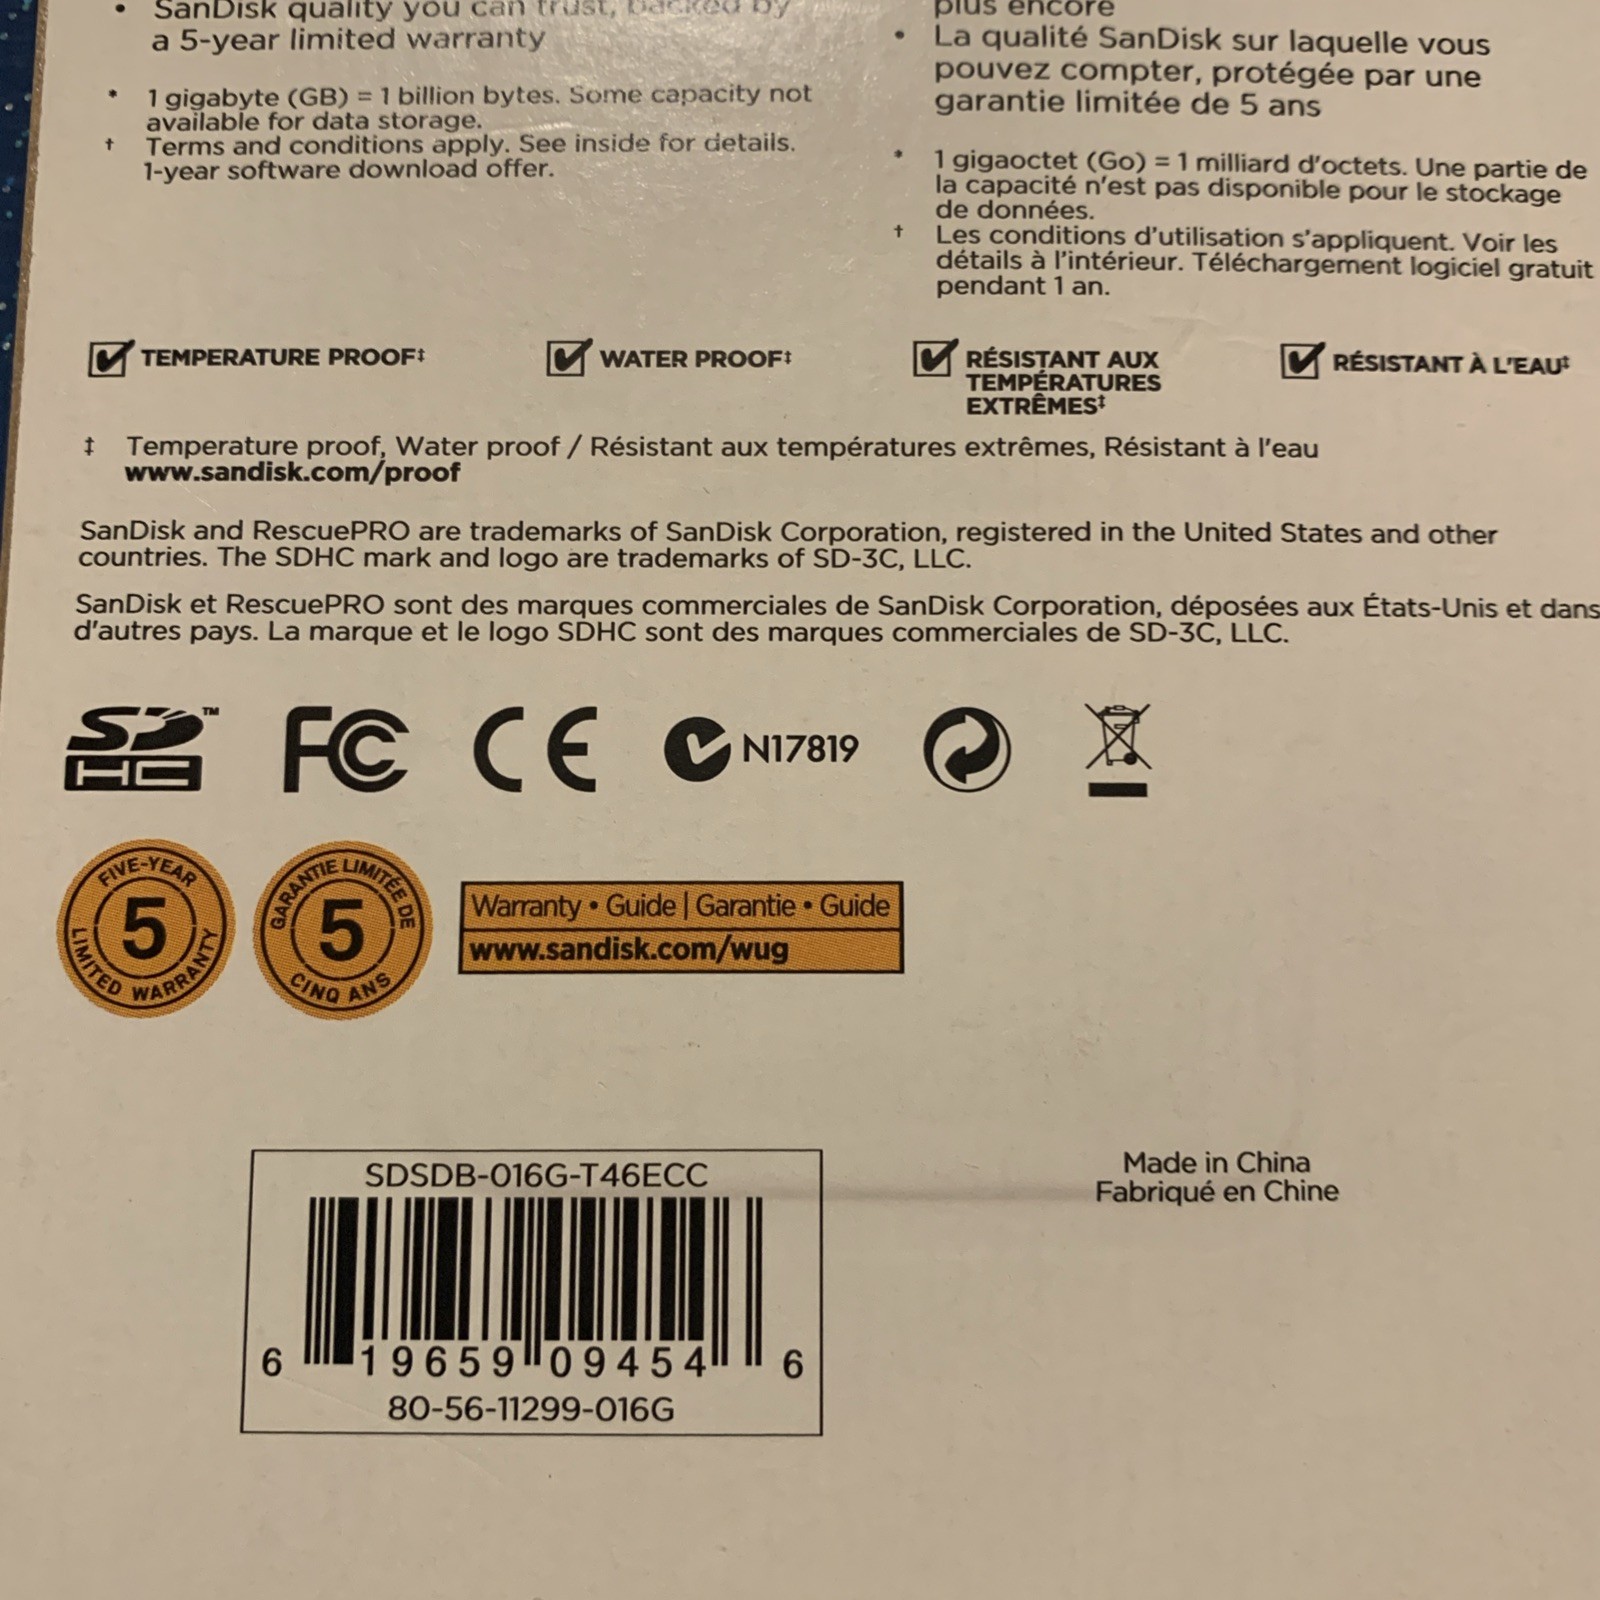 • SanDisk quality you can trust, backed by
a 5-year limited warranty
* 1 gigabyte (GB) = 1 billion bytes. Some capacity not
available for data storage.
† Terms and conditions apply. See inside for details.
1-year software download offer.
plus encore
• La qualité SanDisk sur laquelle vous
pouvez compter, protégée par une
garantie limitée de 5 ans
* 1 gigaoctet (Go) = 1 milliard d'octets. Une partie de
la capacité n'est pas disponible pour le stockage
de données.
† Les conditions d'utilisation s'appliquent. Voir les
détails à l'intérieur. Téléchargement logiciel gratuit
pendant 1 an.
TEMPERATURE PROOF‡
WATER PROOF‡
RÉSISTANT AUX
TEMPÉRATURES
EXTRÊMES‡
RÉSISTANT À L'EAU‡
‡ Temperature proof, Water proof / Résistant aux températures extrêmes, Résistant à l'eau
www.sandisk.com/proof
SanDisk and RescuePRO are trademarks of SanDisk Corporation, registered in the United States and other
countries. The SDHC mark and logo are trademarks of SD-3C, LLC.
SanDisk et RescuePRO sont des marques commerciales de SanDisk Corporation, déposées aux États-Unis et dans
d'autres pays. La marque et le logo SDHC sont des marques commerciales de SD-3C, LLC.
SD HC™ FC CE N17819
FIVE-YEAR
5
LIMITED WARRANTY
GARANTIE LIMITÉE DE
5
CINQ ANS
Warranty • Guide | Garantie • Guide
www.sandisk.com/wug
SDSDB-016G-T46ECC
6 19659 09454 6
80-56-11299-016G
Made in China
Fabriqué en Chine